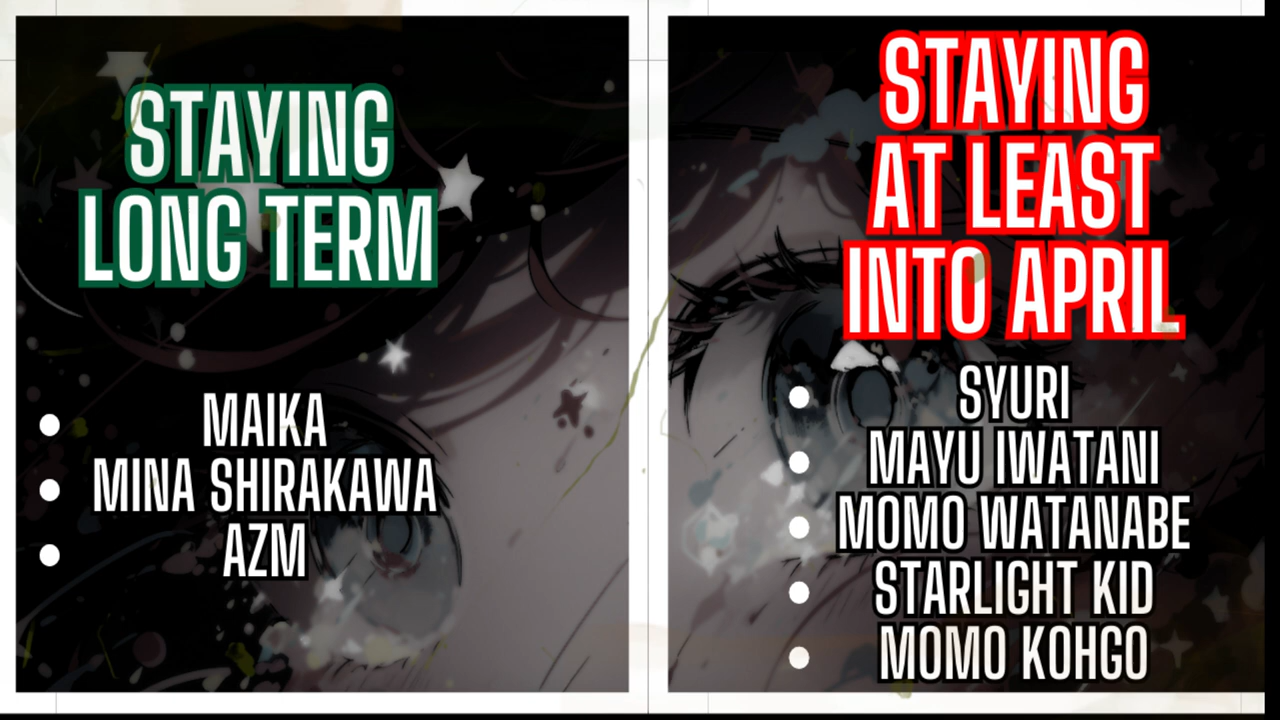 STAYING
LONG TERM
MAIKA
MINA SHIRAKAWA
AZM
STAYING
AT LEAST
INTO APRIL
SYURI
MAYU IWATANI
MOMO WATANABE
STARLIGHT KID
MOMO KOHGO